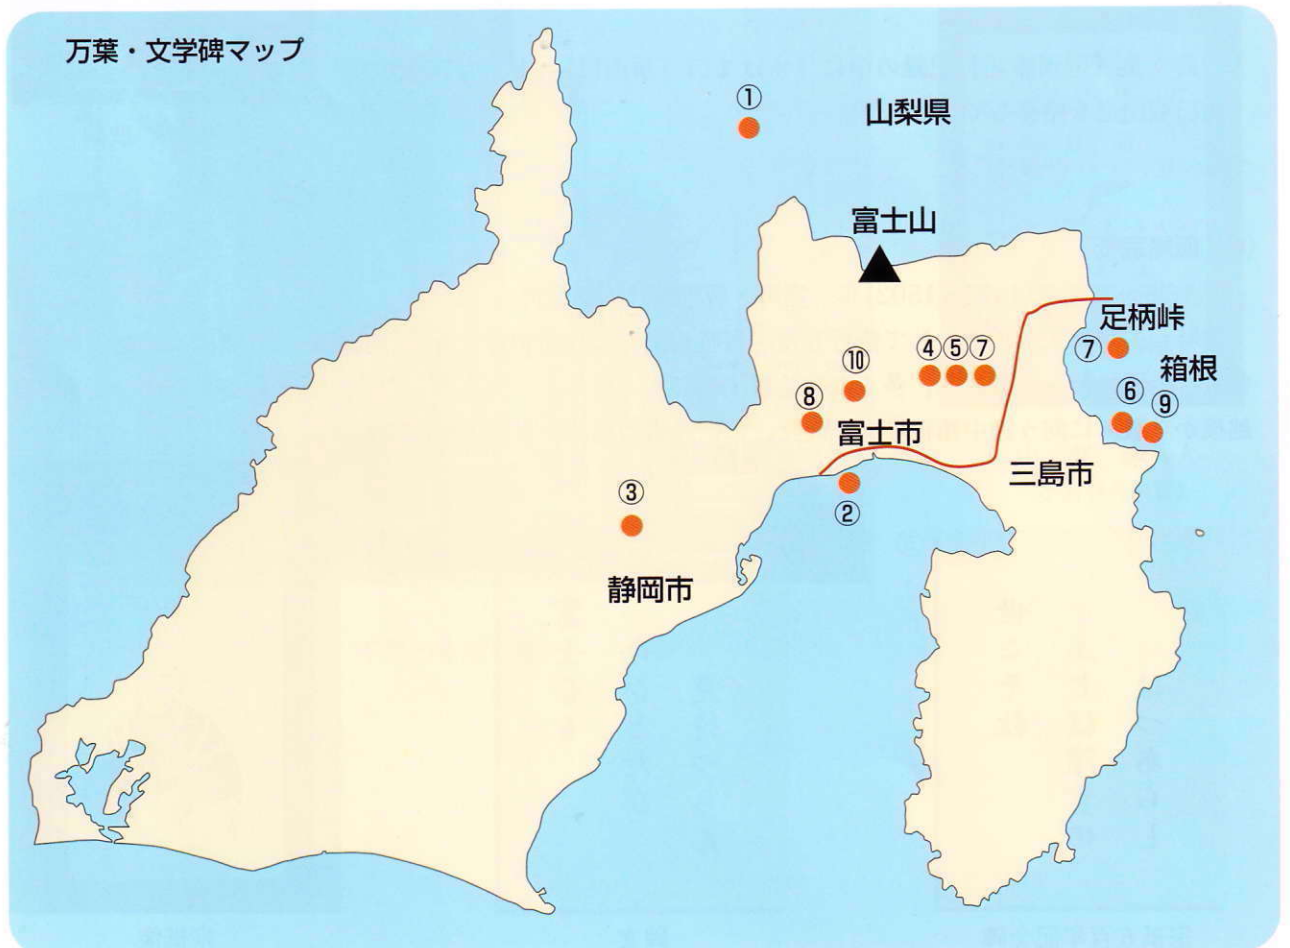 万葉・文学碑マップ
①
山梨県
富士山
足柄峠
④⑤⑦
⑦
箱根
⑩
⑧
⑥
⑨
富士市
三島市
③
②
静岡市